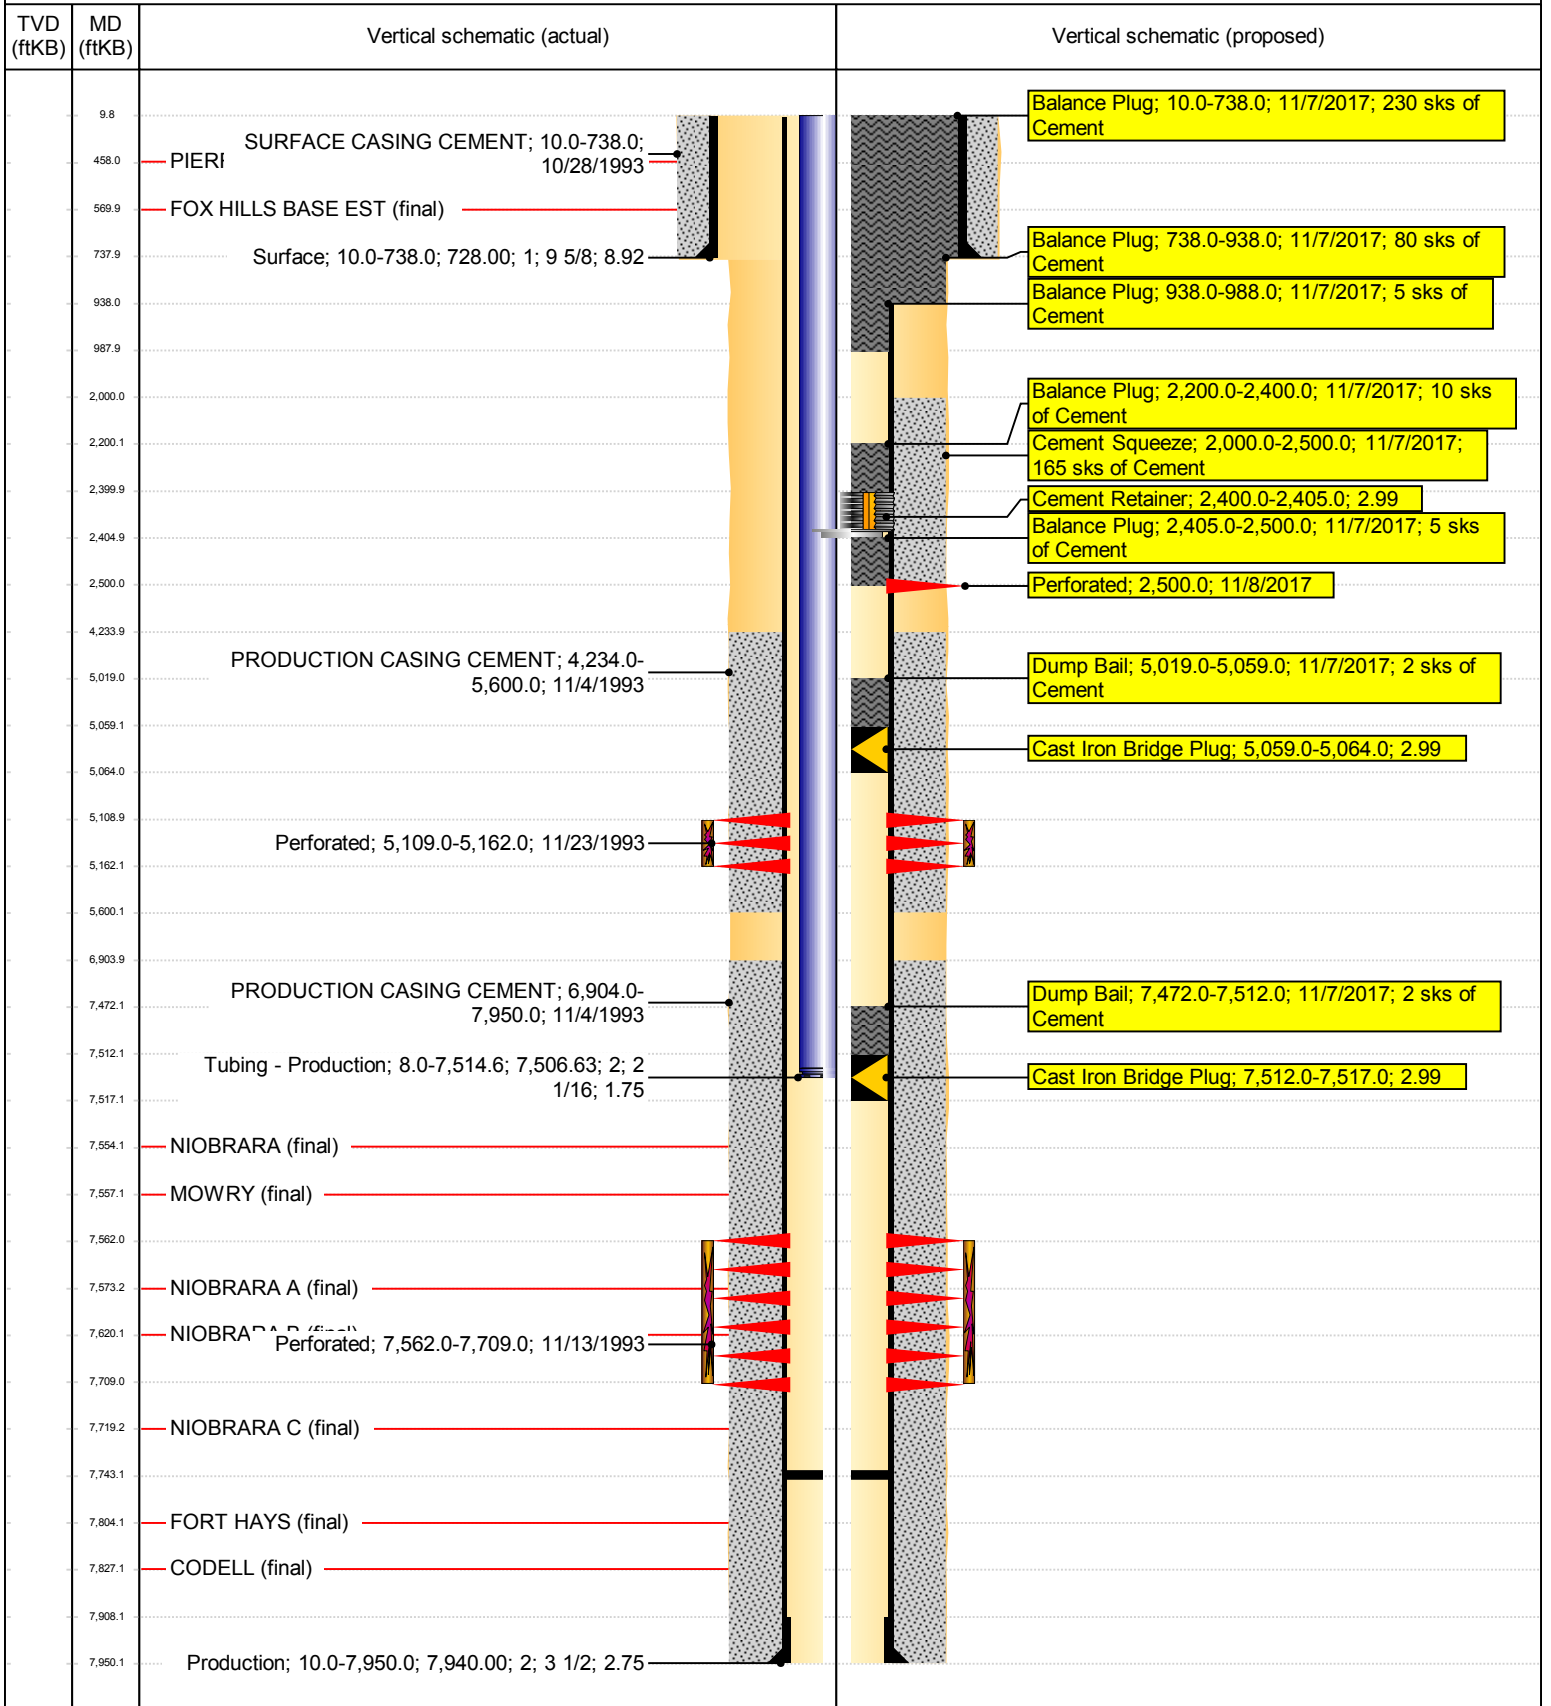 TVD
(ftKB)
MD
(ftKB)
Vertical schematic (actual)
Vertical schematic (proposed)
9.8
458.0
569.9
737.9
938.0
987.9
2,000.0
2,200.1
2,399.9
2,404.9
2,500.0
4,233.9
5,019.0
5,059.1
5,064.0
5,108.9
5,162.1
5,600.1
6,903.9
7,472.1
7,512.1
7,517.1
7,554.1
7,557.1
7,562.0
7,573.2
7,620.1
7,709.0
7,719.2
7,743.1
7,804.1
7,827.1
7,908.1
7,950.1
SURFACE CASING CEMENT; 10.0-738.0;
10/28/1993
FOX HILLS BASE EST (final)
Surface; 10.0-738.0; 728.00; 1; 9 5/8; 8.92
PRODUCTION CASING CEMENT; 4,234.0-
5,600.0; 11/4/1993
Perforated; 5,109.0-5,162.0; 11/23/1993
PRODUCTION CASING CEMENT; 6,904.0-
7,950.0; 11/4/1993
Tubing - Production; 8.0-7,514.6; 7,506.63; 2; 2
1/16; 1.75
NIOBRARA (final)
MOWRY (final)
NIOBRARA A (final)
Perforated; 7,562.0-7,709.0; 11/13/1993
NIOBRARA C (final)
FORT HAYS (final)
CODELL (final)
Production; 10.0-7,950.0; 7,940.00; 2; 3 1/2; 2.75
Balance Plug; 10.0-738.0; 11/7/2017; 230 sks of
Cement
Balance Plug; 738.0-938.0; 11/7/2017; 80 sks of
Cement
Balance Plug; 938.0-988.0; 11/7/2017; 5 sks of
Cement
Balance Plug; 2,200.0-2,400.0; 11/7/2017; 10 sks
of Cement
Cement Squeeze; 2,000.0-2,500.0; 11/7/2017;
165 sks of Cement
Cement Retainer; 2,400.0-2,405.0; 2.99
Balance Plug; 2,405.0-2,500.0; 11/7/2017; 5 sks
of Cement
Perforated; 2,500.0; 11/8/2017
Dump Bail; 5,019.0-5,059.0; 11/7/2017; 2 sks of
Cement
Cast Iron Bridge Plug; 5,059.0-5,064.0; 2.99
Dump Bail; 7,472.0-7,512.0; 11/7/2017; 2 sks of
Cement
Cast Iron Bridge Plug; 7,512.0-7,517.0; 2.99